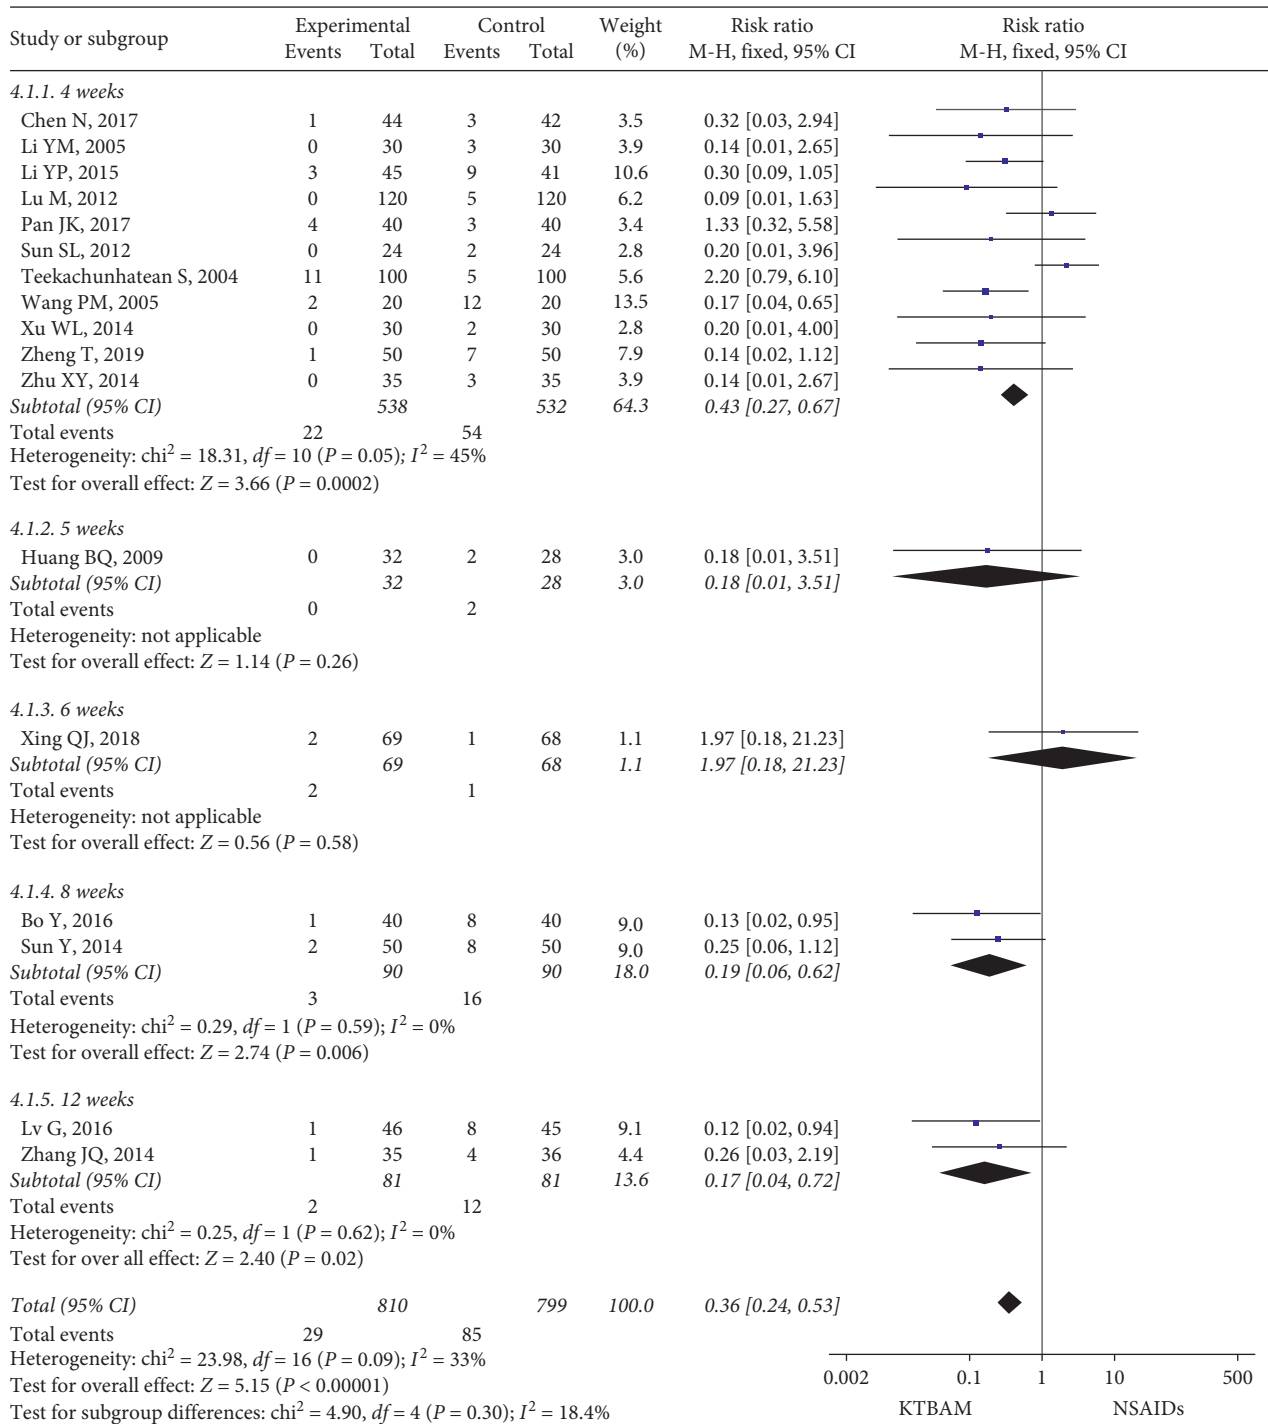 Study or subgroup Experimental Control Weight Risk ratio Risk ratio
Events Total Events Total (%) M-H, fixed, 95% CI M-H, fixed, 95% CI
4.1.1. 4 weeks
Chen N, 2017 1 44 3 42 3.5 0.32 [0.03, 2.94]
Li YM, 2005 0 30 3 30 3.9 0.14 [0.01, 2.65]
Li YP, 2015 3 45 9 41 10.6 0.30 [0.09, 1.05]
Lu M, 2012 0 120 5 120 6.2 0.09 [0.01, 1.63]
Pan JK, 2017 4 40 3 40 3.4 1.33 [0.32, 5.58]
Sun SL, 2012 0 24 2 24 2.8 0.20 [0.01, 3.96]
Teekachunhatean S, 2004 11 100 5 100 5.6 2.20 [0.79, 6.10]
Wang PM, 2005 2 20 12 20 13.5 0.17 [0.04, 0.65]
Xu WL, 2014 0 30 2 30 2.8 0.20 [0.01, 4.00]
Zheng T, 2019 1 50 7 50 7.9 0.14 [0.02, 1.12]
Zhu XY, 2014 0 35 3 35 3.9 0.14 [0.01, 2.67]
Subtotal (95% CI) 538 532 64.3 0.43 [0.27, 0.67]
Total events 22 54
Heterogeneity: chi² = 18.31, df = 10 (P = 0.05); I² = 45%
Test for overall effect: Z = 3.66 (P = 0.0002)
4.1.2. 5 weeks
Huang BQ, 2009 0 32 2 28 3.0 0.18 [0.01, 3.51]
Subtotal (95% CI) 32 28 3.0 0.18 [0.01, 3.51]
Total events 0 2
Heterogeneity: not applicable
Test for overall effect: Z = 1.14 (P = 0.26)
4.1.3. 6 weeks
Xing QJ, 2018 2 69 1 68 1.1 1.97 [0.18, 21.23]
Subtotal (95% CI) 69 68 1.1 1.97 [0.18, 21.23]
Total events 2 1
Heterogeneity: not applicable
Test for overall effect: Z = 0.56 (P = 0.58)
4.1.4. 8 weeks
Bo Y, 2016 1 40 8 40 9.0 0.13 [0.02, 0.95]
Sun Y, 2014 2 50 8 50 9.0 0.25 [0.06, 1.12]
Subtotal (95% CI) 90 90 18.0 0.19 [0.06, 0.62]
Total events 3 16
Heterogeneity: chi² = 0.29, df = 1 (P = 0.59); I² = 0%
Test for overall effect: Z = 2.74 (P = 0.006)
4.1.5. 12 weeks
Lv G, 2016 1 46 8 45 9.1 0.12 [0.02, 0.94]
Zhang JQ, 2014 1 35 4 36 4.4 0.26 [0.03, 2.19]
Subtotal (95% CI) 81 81 13.6 0.17 [0.04, 0.72]
Total events 2 12
Heterogeneity: chi² = 0.25, df = 1 (P = 0.62); I² = 0%
Test for over all effect: Z = 2.40 (P = 0.02)
Total (95% CI) 810 799 100.0 0.36 [0.24, 0.53]
Total events 29 85
Heterogeneity: chi² = 23.98, df = 16 (P = 0.09); I² = 33%
Test for overall effect: Z = 5.15 (P < 0.00001)
Test for subgroup differences: chi² = 4.90, df = 4 (P = 0.30); I² = 18.4%
0.002 0.1 1 10 500
KTBAM NSAIDs